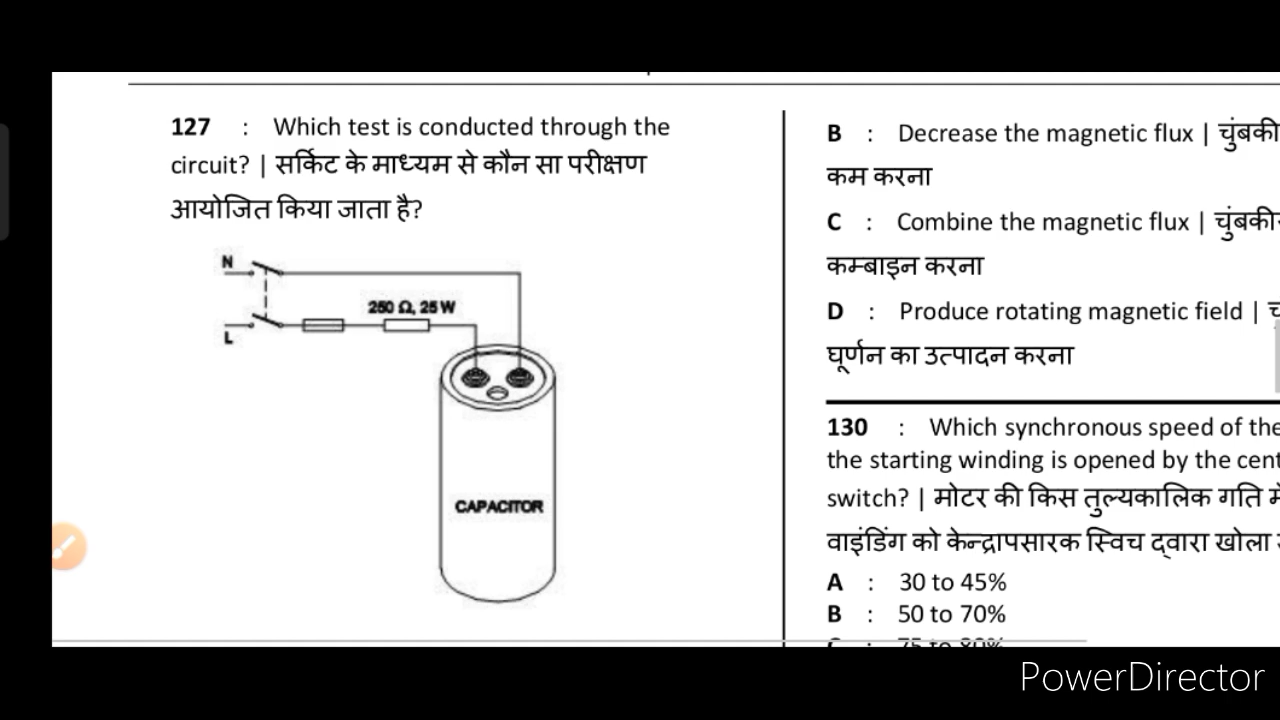 127 : Which test is conducted through the
circuit? | सर्किट के माध्यम से कौन सा परीक्षण
आयोजित किया जाता है?
N
250 Ω, 25 W
L
CAPACITOR
B : Decrease the magnetic flux | चुंबकी
कम करना
C : Combine the magnetic flux |
कम्बाइन करना
D : Produce rotating magnetic field |
घूर्णन का उत्पादन करना
130 : Which synchronous speed of the
the starting winding is opened by the cent
switch? | मोटर की किस तुल्यकालिक गति
वाइंडिंग को केन्द्रापसारक स्विच द्वारा खोला
A : 30 to 45%
B : 50 to 70%
C : 75 to 80%
PowerDirector